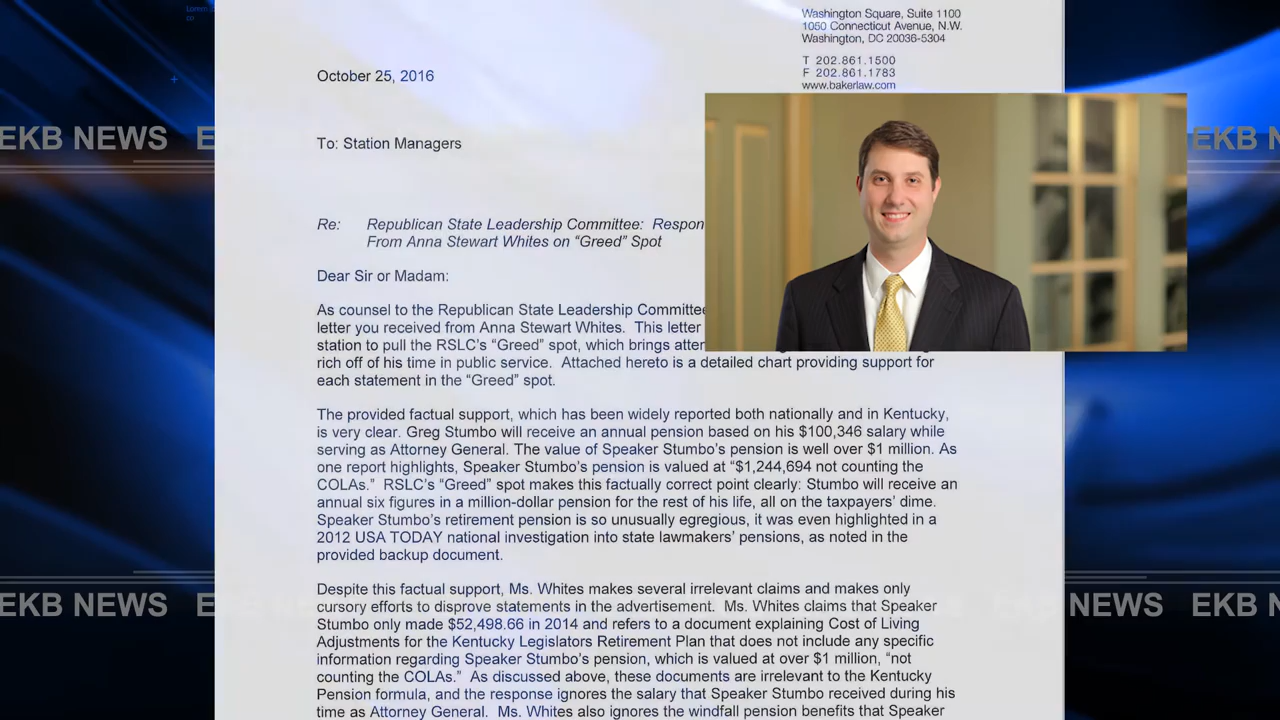 Lorem
co
Washington Square, Suite 1100
1050 Connecticut Avenue, N.W.
Washington, DC 20036-5304
T 202.861.1500
F 202.861.1783
www.bakerlaw.com
October 25, 2016
EKB NEWS
EKB N
To: Station Managers
Re: Republican State Leadership Committee: Respon
From Anna Stewart Whites on “Greed” Spot
Dear Sir or Madam:
As counsel to the Republican State Leadership Committee
letter you received from Anna Stewart Whites. This letter
station to pull the RSLC’s “Greed” spot, which brings atter
rich off of his time in public service. Attached hereto is a detailed chart providing support for
each statement in the “Greed” spot.
The provided factual support, which has been widely reported both nationally and in Kentucky,
is very clear. Greg Stumbo will receive an annual pension based on his $100,346 salary while
serving as Attorney General. The value of Speaker Stumbo’s pension is well over $1 million. As
one report highlights, Speaker Stumbo’s pension is valued at “$1,244,694 not counting the
COLAs.” RSLC’s “Greed” spot makes this factually correct point clearly: Stumbo will receive an
annual six figures in a million-dollar pension for the rest of his life, all on the taxpayers’ dime.
Speaker Stumbo’s retirement pension is so unusually egregious, it was even highlighted in a
2012 USA TODAY national investigation into state lawmakers’ pensions, as noted in the
provided backup document.
Despite this factual support, Ms. Whites makes several irrelevant claims and makes only
cursory efforts to disprove statements in the advertisement. Ms. Whites claims that Speaker
Stumbo only made $52,498.66 in 2014 and refers to a document explaining Cost of Living
Adjustments for the Kentucky Legislators Retirement Plan that does not include any specific
information regarding Speaker Stumbo’s pension, which is valued at over $1 million, “not
counting the COLAs.” As discussed above, these documents are irrelevant to the Kentucky
Pension formula, and the response ignores the salary that Speaker Stumbo received during his
time as Attorney General. Ms. Whites also ignores the windfall pension benefits that Speaker
EKB NEWS
NEWS EKB N